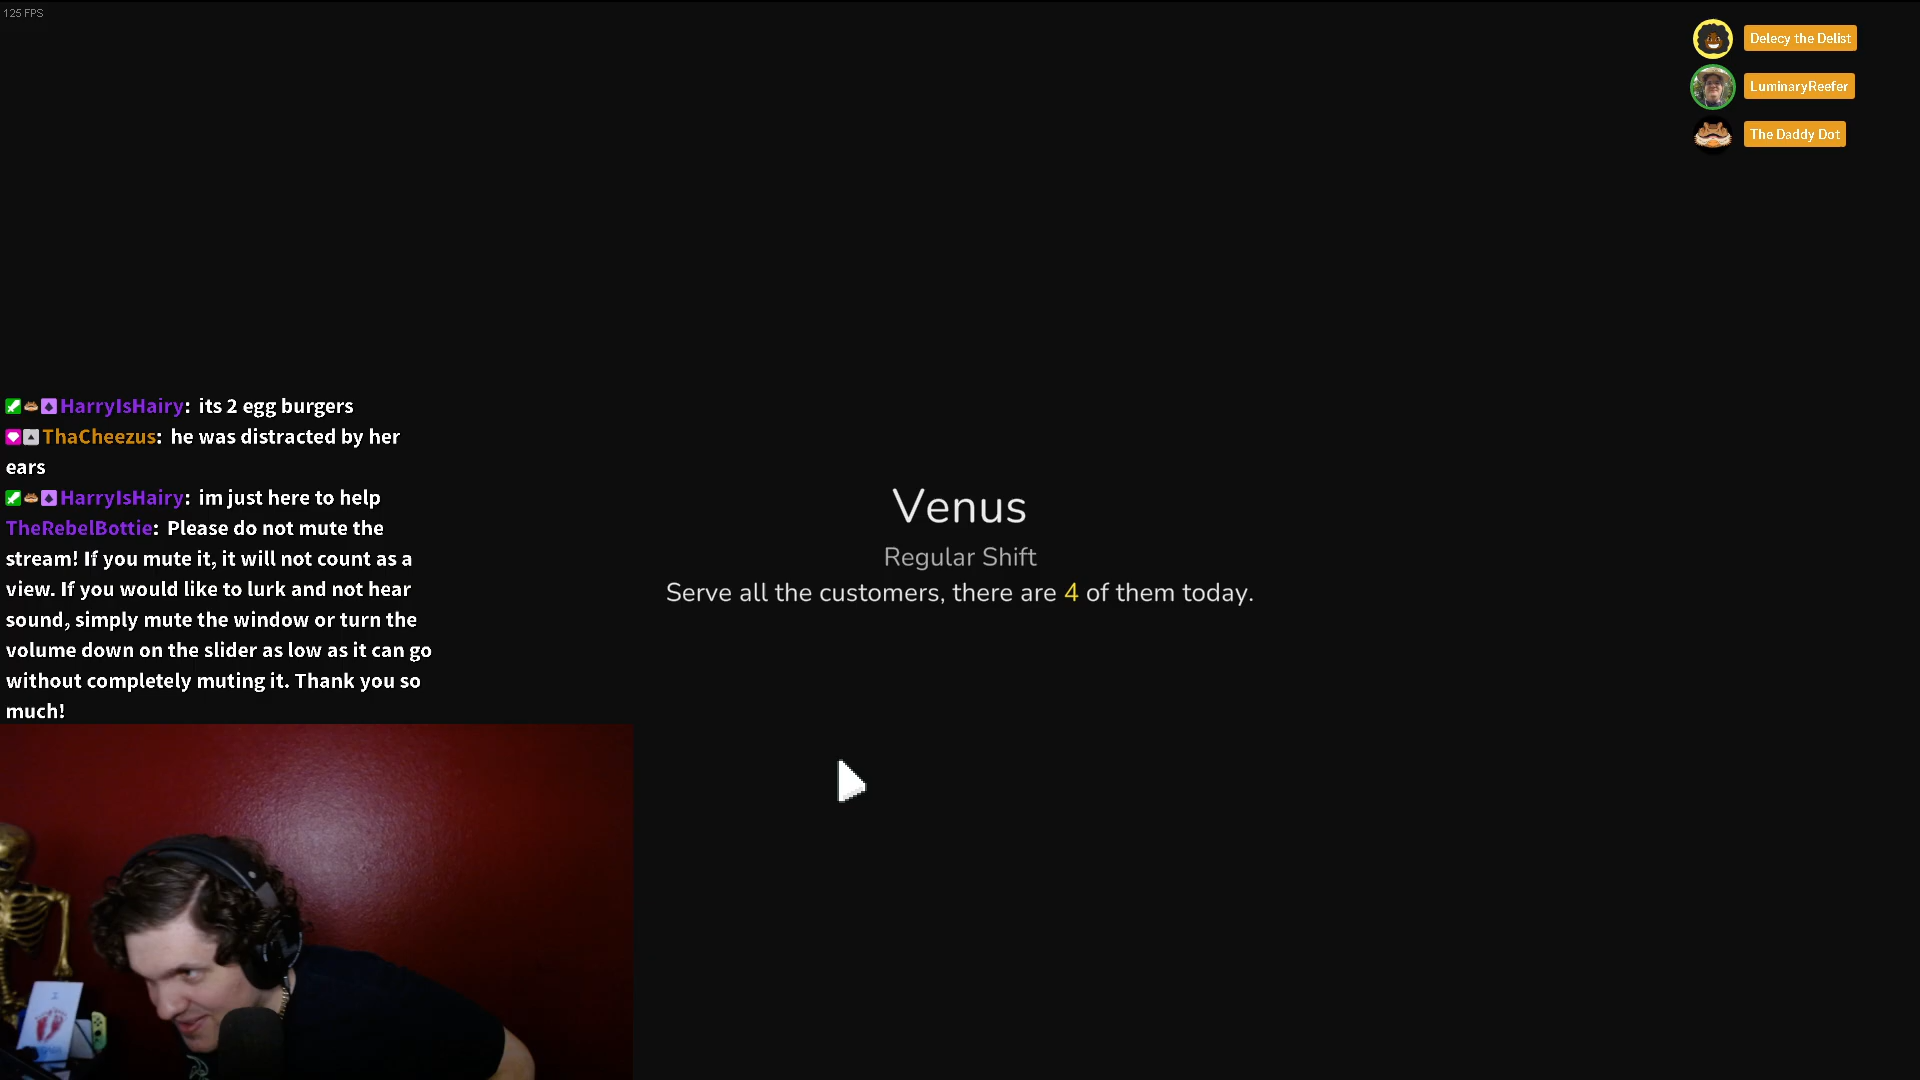 125 FPS
Delecy the Delist
LuminaryReefer
The Daddy Dot
HarryIsHairy: its 2 egg burgers
ThaCheezus: he was distracted by her
ears
HarryIsHairy: im just here to help
TheRebelBottie: Please do not mute the
stream! If you mute it, it will not count as a
view. If you would like to lurk and not hear
sound, simply mute the window or turn the
volume down on the slider as low as it can go
without completely muting it. Thank you so
much!
Venus
Regular Shift
Serve all the customers, there are 4 of them today.